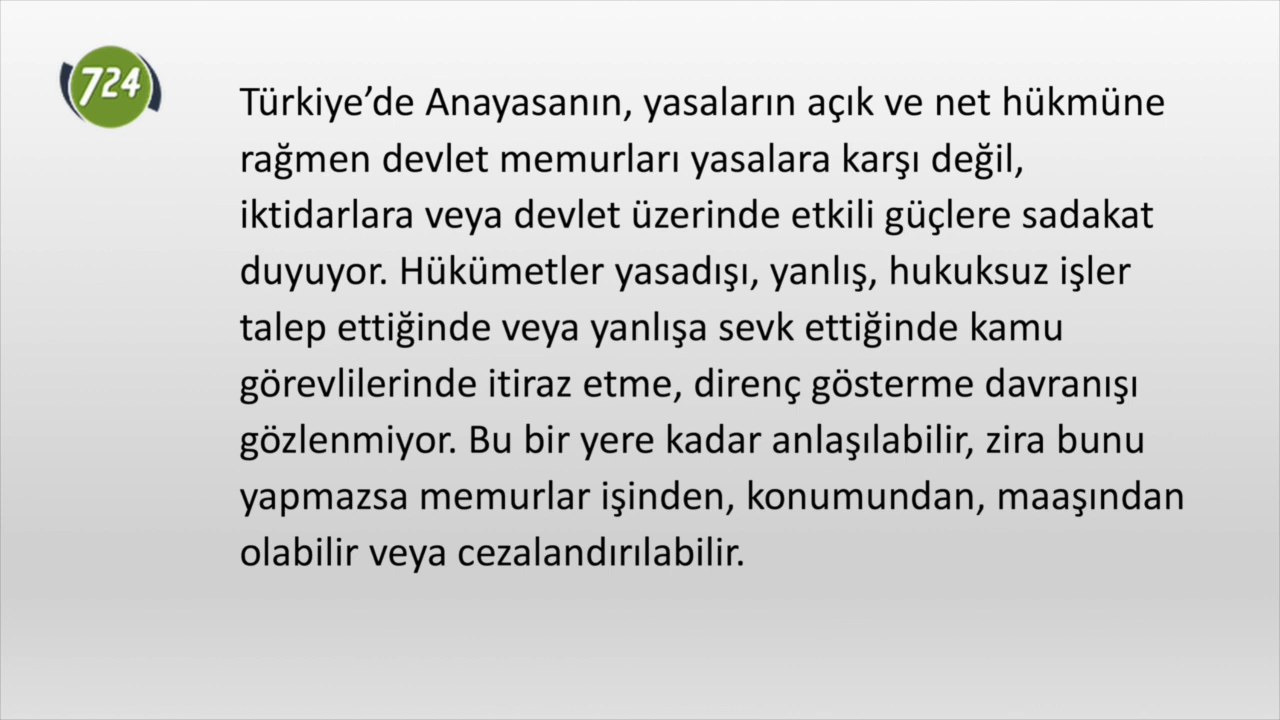 724
Türkiye’de Anayasanın, yasaların açık ve net hükmüne
rağmen devlet memurları yasalara karşı değil,
iktidarlara veya devlet üzerinde etkili güçlere sadakat
duyuyor. Hükümetler yasadışı, yanlış, hukuksuz işler
talep ettiğinde veya yanlışa sevk ettiğinde kamu
görevlilerinde itiraz etme, direnç gösterme davranışı
gözlenmiyor. Bu bir yere kadar anlaşılabilir, zira bunu
yapmazsa memurlar işinden, konumundan, maaşından
olabilir veya cezalandırılabilir.